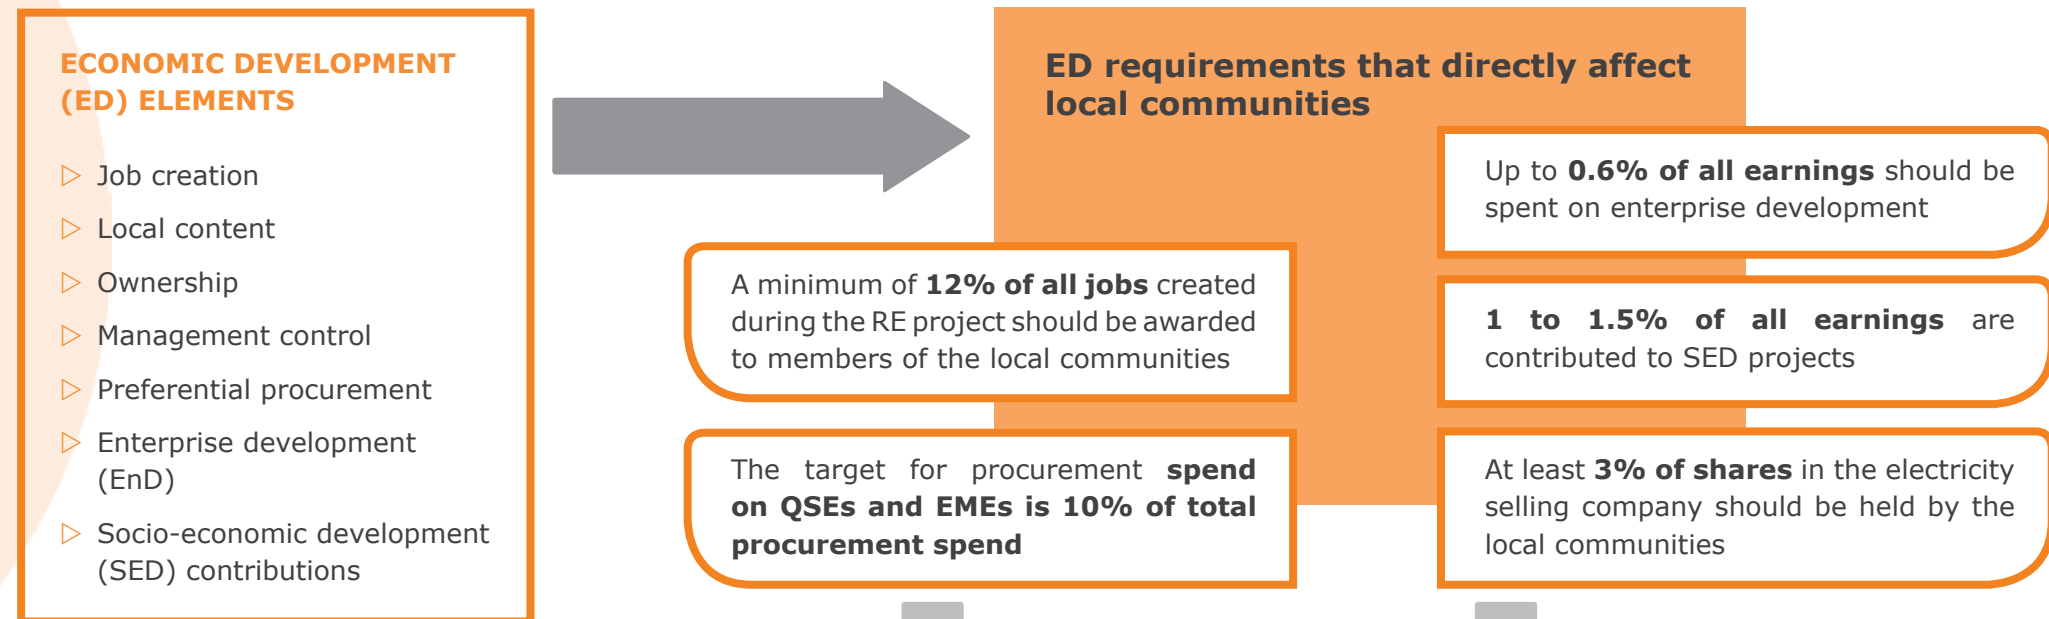 ECONOMIC DEVELOPMENT
(ED) ELEMENTS
Job creation
Local content
Ownership
Management control
Preferential procurement
Enterprise development
(EnD)
Socio-economic development
(SED) contributions
ED requirements that directly affect
local communities
A minimum of 12% of all jobs created
during the RE project should be awarded
to members of the local communities
The target for procurement spend
on QSEs and EMEs is 10% of total
procurement spend
Up to 0.6% of all earnings should be
spent on enterprise development
1 to 1.5% of all earnings are
contributed to SED projects
At least 3% of shares in the electricity
selling company should be held by the
local communities